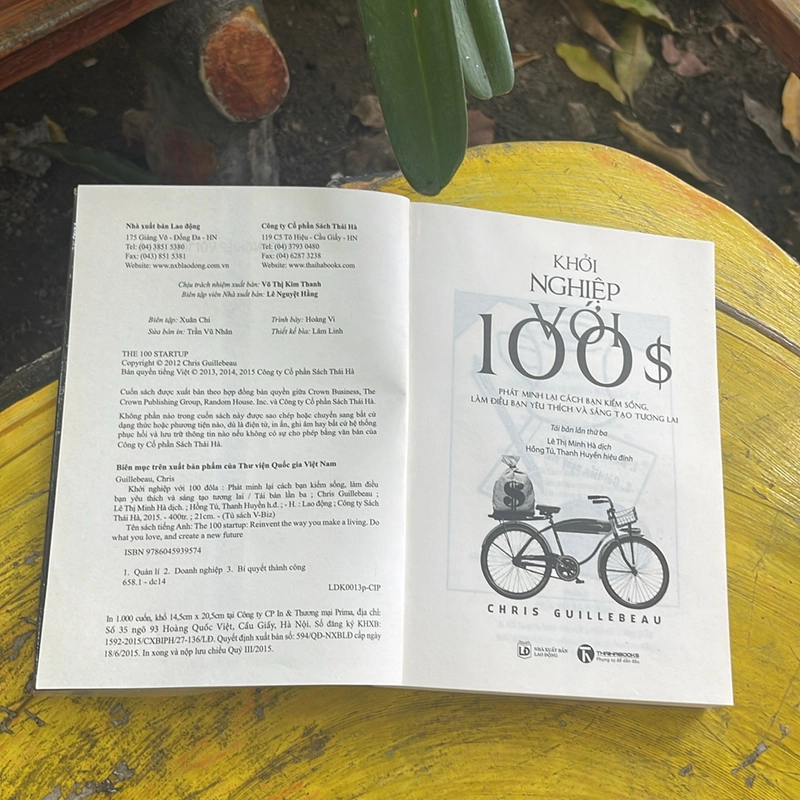 Nhà xuất bản Lao động
175 Giảng Võ - Đống Đa - HN
Tel: (04) 3851 5380
Fax: (043) 851 5381
Website: www.nxblaodong.com.vn
Công ty Cổ phần Sách Thái Hà
119 C5 Tô Hiệu - Cầu Giấy - HN
Tel: (04) 3793 0480
Fax: (04) 6287 3238
Website: www.thaihabooks.com
Chịu trách nhiệm xuất bản: Võ Thị Kim Thanh
Biên tập viên Nhà xuất bản: Lê Nguyệt Hằng
Biên tập: Xuân Chi
Trình bày: Hoàng Vi
Sửa bản in: Trần Vũ Nhân
Thiết kế bìa: Lâm Linh
THE 100 STARTUP
Copyright © 2012 Chris Guillebeau
Bản quyền tiếng Việt © 2013, 2014, 2015 Công ty Cổ phần Sách Thái Hà
Cuốn sách được xuất bản theo hợp đồng bản quyền giữa Crown Business, The
Crown Publishing Group, Random House. Inc. và Công ty Cổ phần Sách Thái Hà.
Không phần nào trong cuốn sách này được sao chép hoặc chuyển sang bất cứ
dạng thức hoặc phương tiện nào, dù là điện tử, in ấn, ghi âm hay bất cứ hệ thống
phục hồi và lưu trữ thông tin nào nếu không có sự cho phép bằng văn bản của
Công ty Cổ phần Sách Thái Hà.
Biên mục trên xuất bản phẩm của Thư viện Quốc gia Việt Nam
Guillebeau, Chris
Khởi nghiệp với 100 đôla : Phát minh lại cách bạn kiếm sống, làm điều
bạn yêu thích và sáng tạo tương lai / Tái bản lần ba ; Chris Guillebeau ;
Lê Thị Minh Hà dịch. ; Hồng Tú, Thanh Huyền h.đ. ; - H. : Lao động ; Công ty Sách
Thái Hà, 2015. - 400tr. ; 21cm. - (Tủ sách V-Biz)
Tên sách tiếng Anh: The 100 startup: Reinvent the way you make a living. Do
what you love, and create a new future
ISBN 9786045939574
1. Quản lí 2. Doanh nghiệp 3. Bí quyết thành công
658.1 - dc14
LDK0013p-CIP
In 1.000 cuốn, khổ 14,5cm x 20,5cm tại Công ty CP In & Thương mại Prima, địa chỉ:
Số 35 ngõ 93 Hoàng Quốc Việt, Cầu Giấy, Hà Nội. Số đăng ký KHXB:
1592-2015/CXBIPH/27-136/LĐ. Quyết định xuất bản số: 594/QĐ-NXBLĐ cấp ngày
18/6/2015. In xong và nộp lưu chiểu Quý III/2015.
KHỞI
NGHIỆP
VỚI
100$
PHÁT MINH LẠI CÁCH BẠN KIẾM SỐNG,
LÀM ĐIỀU BẠN YÊU THÍCH VÀ SÁNG TẠO TƯƠNG LAI
Tái bản lần thứ ba
Lê Thị Minh Hà dịch
Hồng Tú, Thanh Huyền hiệu đính
$
CHRIS GUILLEBEAU
LĐ
NHÀ XUẤT BẢN
LAO ĐỘNG
THAIHABOOKS
Phụng sự để dẫn đầu